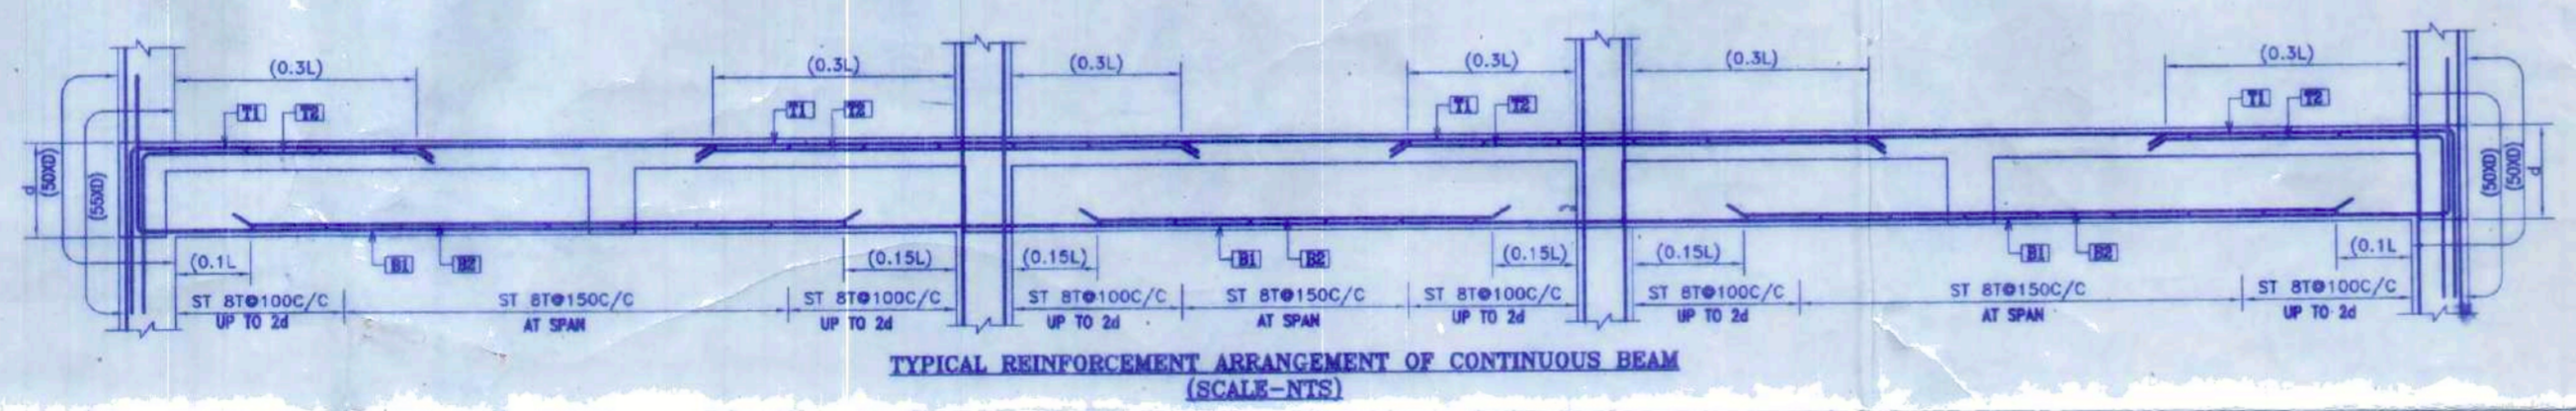 (0.3L) (0.3L) (0.3L) (0.3L) (0.3L) (0.3L)
T1 T2 T1 T2 T1 T2 T1 T2
d (50XD) (55XD) (50XD) (50XD) d
(0.1L B1 B2 (0.15L) (0.15L) B1 B2 (0.15L) (0.15L) B1 B2 (0.1L
ST 8T@100C/C ST 8T@150C/C ST 8T@100C/C ST 8T@100C/C ST 8T@150C/C ST 8T@100C/C ST 8T@100C/C ST 8T@150C/C ST 8T@100C/C
UP TO 2d AT SPAN UP TO 2d UP TO 2d AT SPAN UP TO 2d UP TO 2d AT SPAN UP TO 2d
TYPICAL REINFORCEMENT ARRANGEMENT OF CONTINUOUS BEAM
(SCALE-NTS)